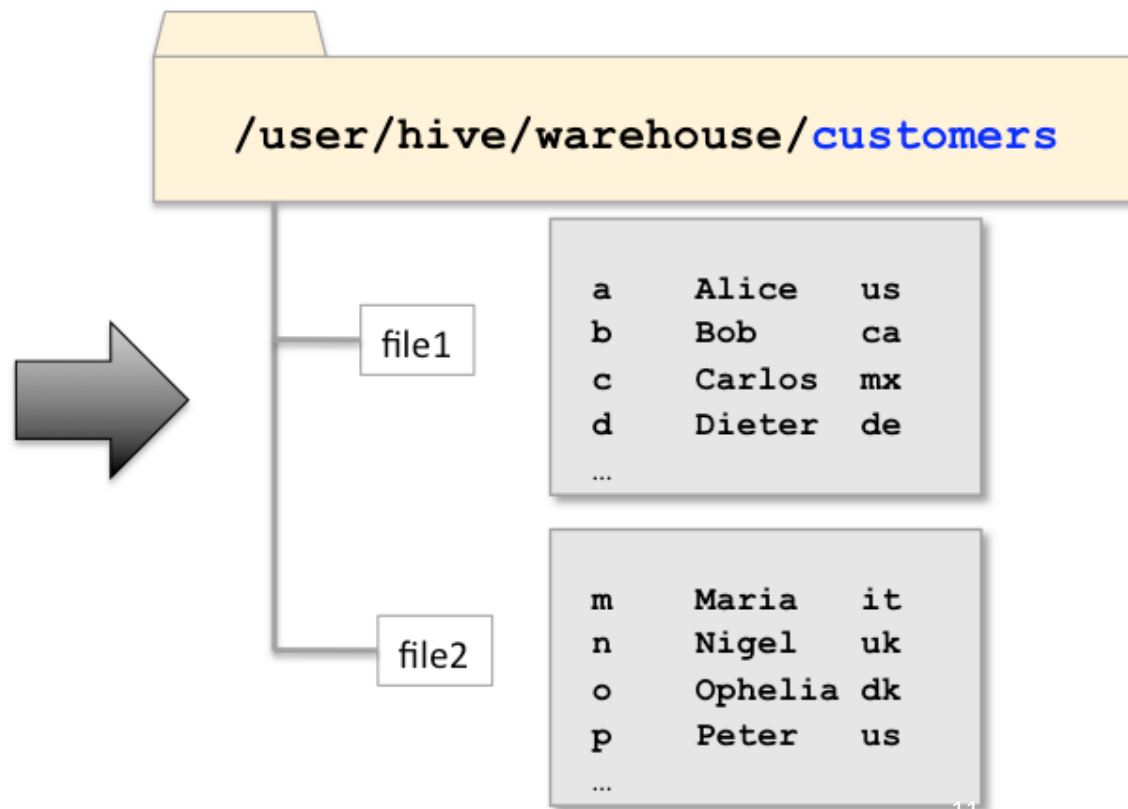 /user/hive/warehouse/customers
file1
a Alice us
b Bob ca
c Carlos mx
d Dieter de
…
file2
m Maria it
n Nigel uk
o Ophelia dk
p Peter us
…
11